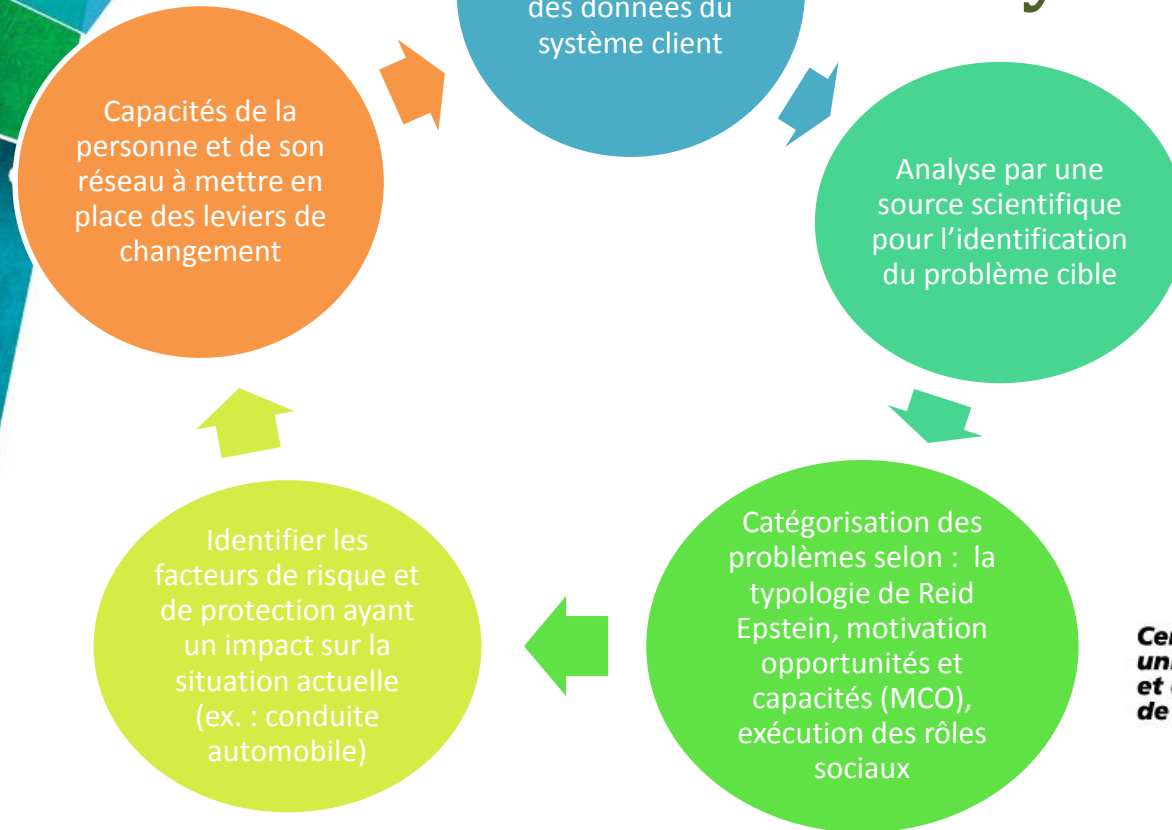 des données du
système client
Capacités de la
personne et de son
réseau à mettre en
place des leviers de
changement
Analyse par une
source scientifique
pour l'identification
du problème cible
Catégorisation des
problèmes selon :  la
typologie de Reid
Epstein, motivation
opportunités et
capacités (MCO),
exécution des rôles
sociaux
Identifier les
facteurs de risque et
de protection ayant
un impact sur la
situation actuelle
(ex. : conduite
automobile)
et
de